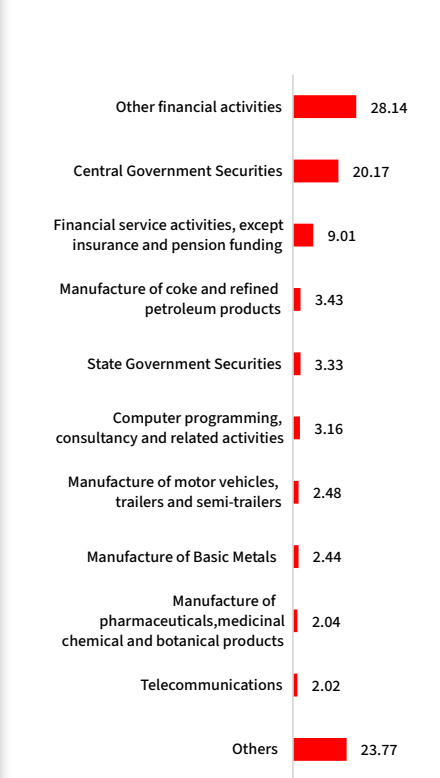 Other financial activities 28.14
Central Government Securities 20.17
Financial service activities, except
insurance and pension funding 9.01
Manufacture of coke and refined
petroleum products 3.43
State Government Securities 3.33
Computer programming,
consultancy and related activities 3.16
Manufacture of motor vehicles,
trailers and semi-trailers 2.48
Manufacture of Basic Metals 2.44
Manufacture of
pharmaceuticals,medicinal
chemical and botanical products 2.04
Telecommunications 2.02
Others 23.77